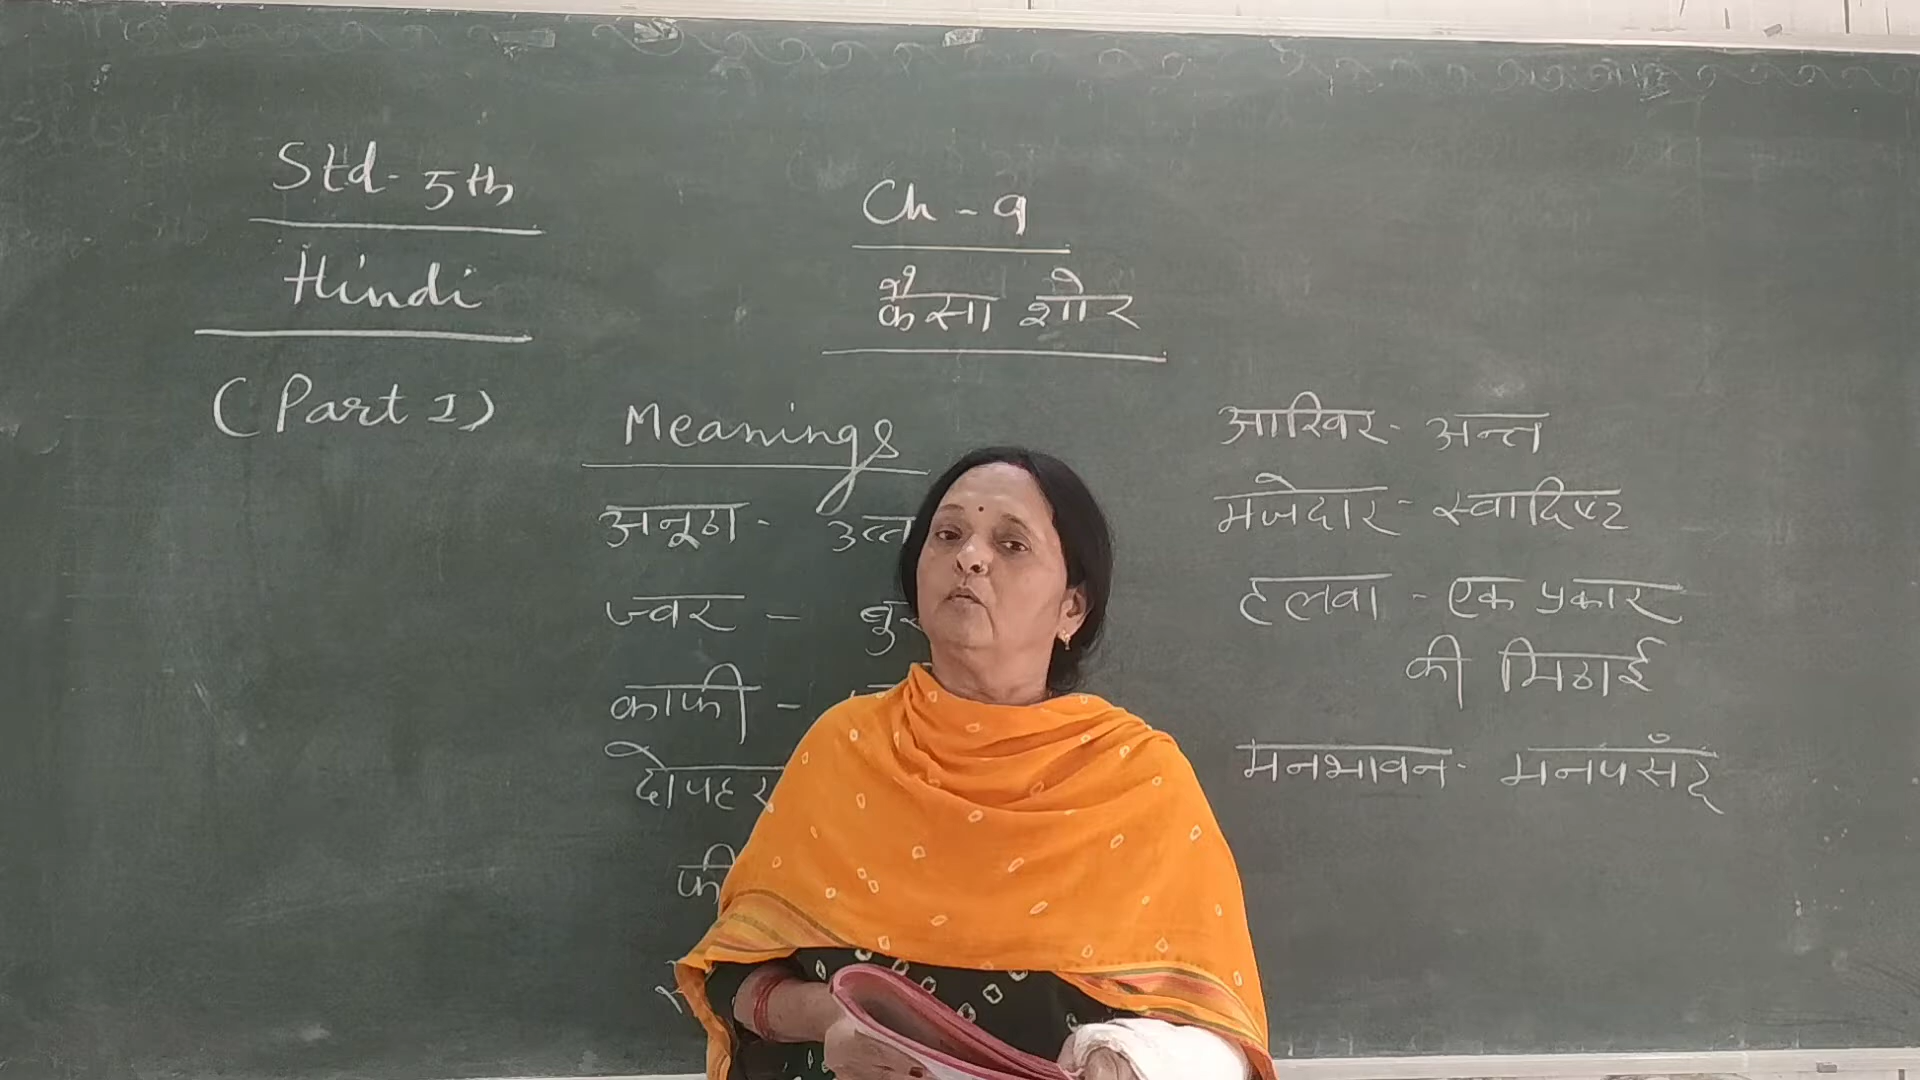 Std- 5th
Hindi
(Part 1)
Ch - 9
कैसा शोर
Meanings
अनूठा -
ज्वर -
काफी -
दोपहर
आखिर - अन्त
मजेदार - स्वादिष्ट
हलवा - एक प्रकार
की मिठाई
मनभावन - मनपसँद